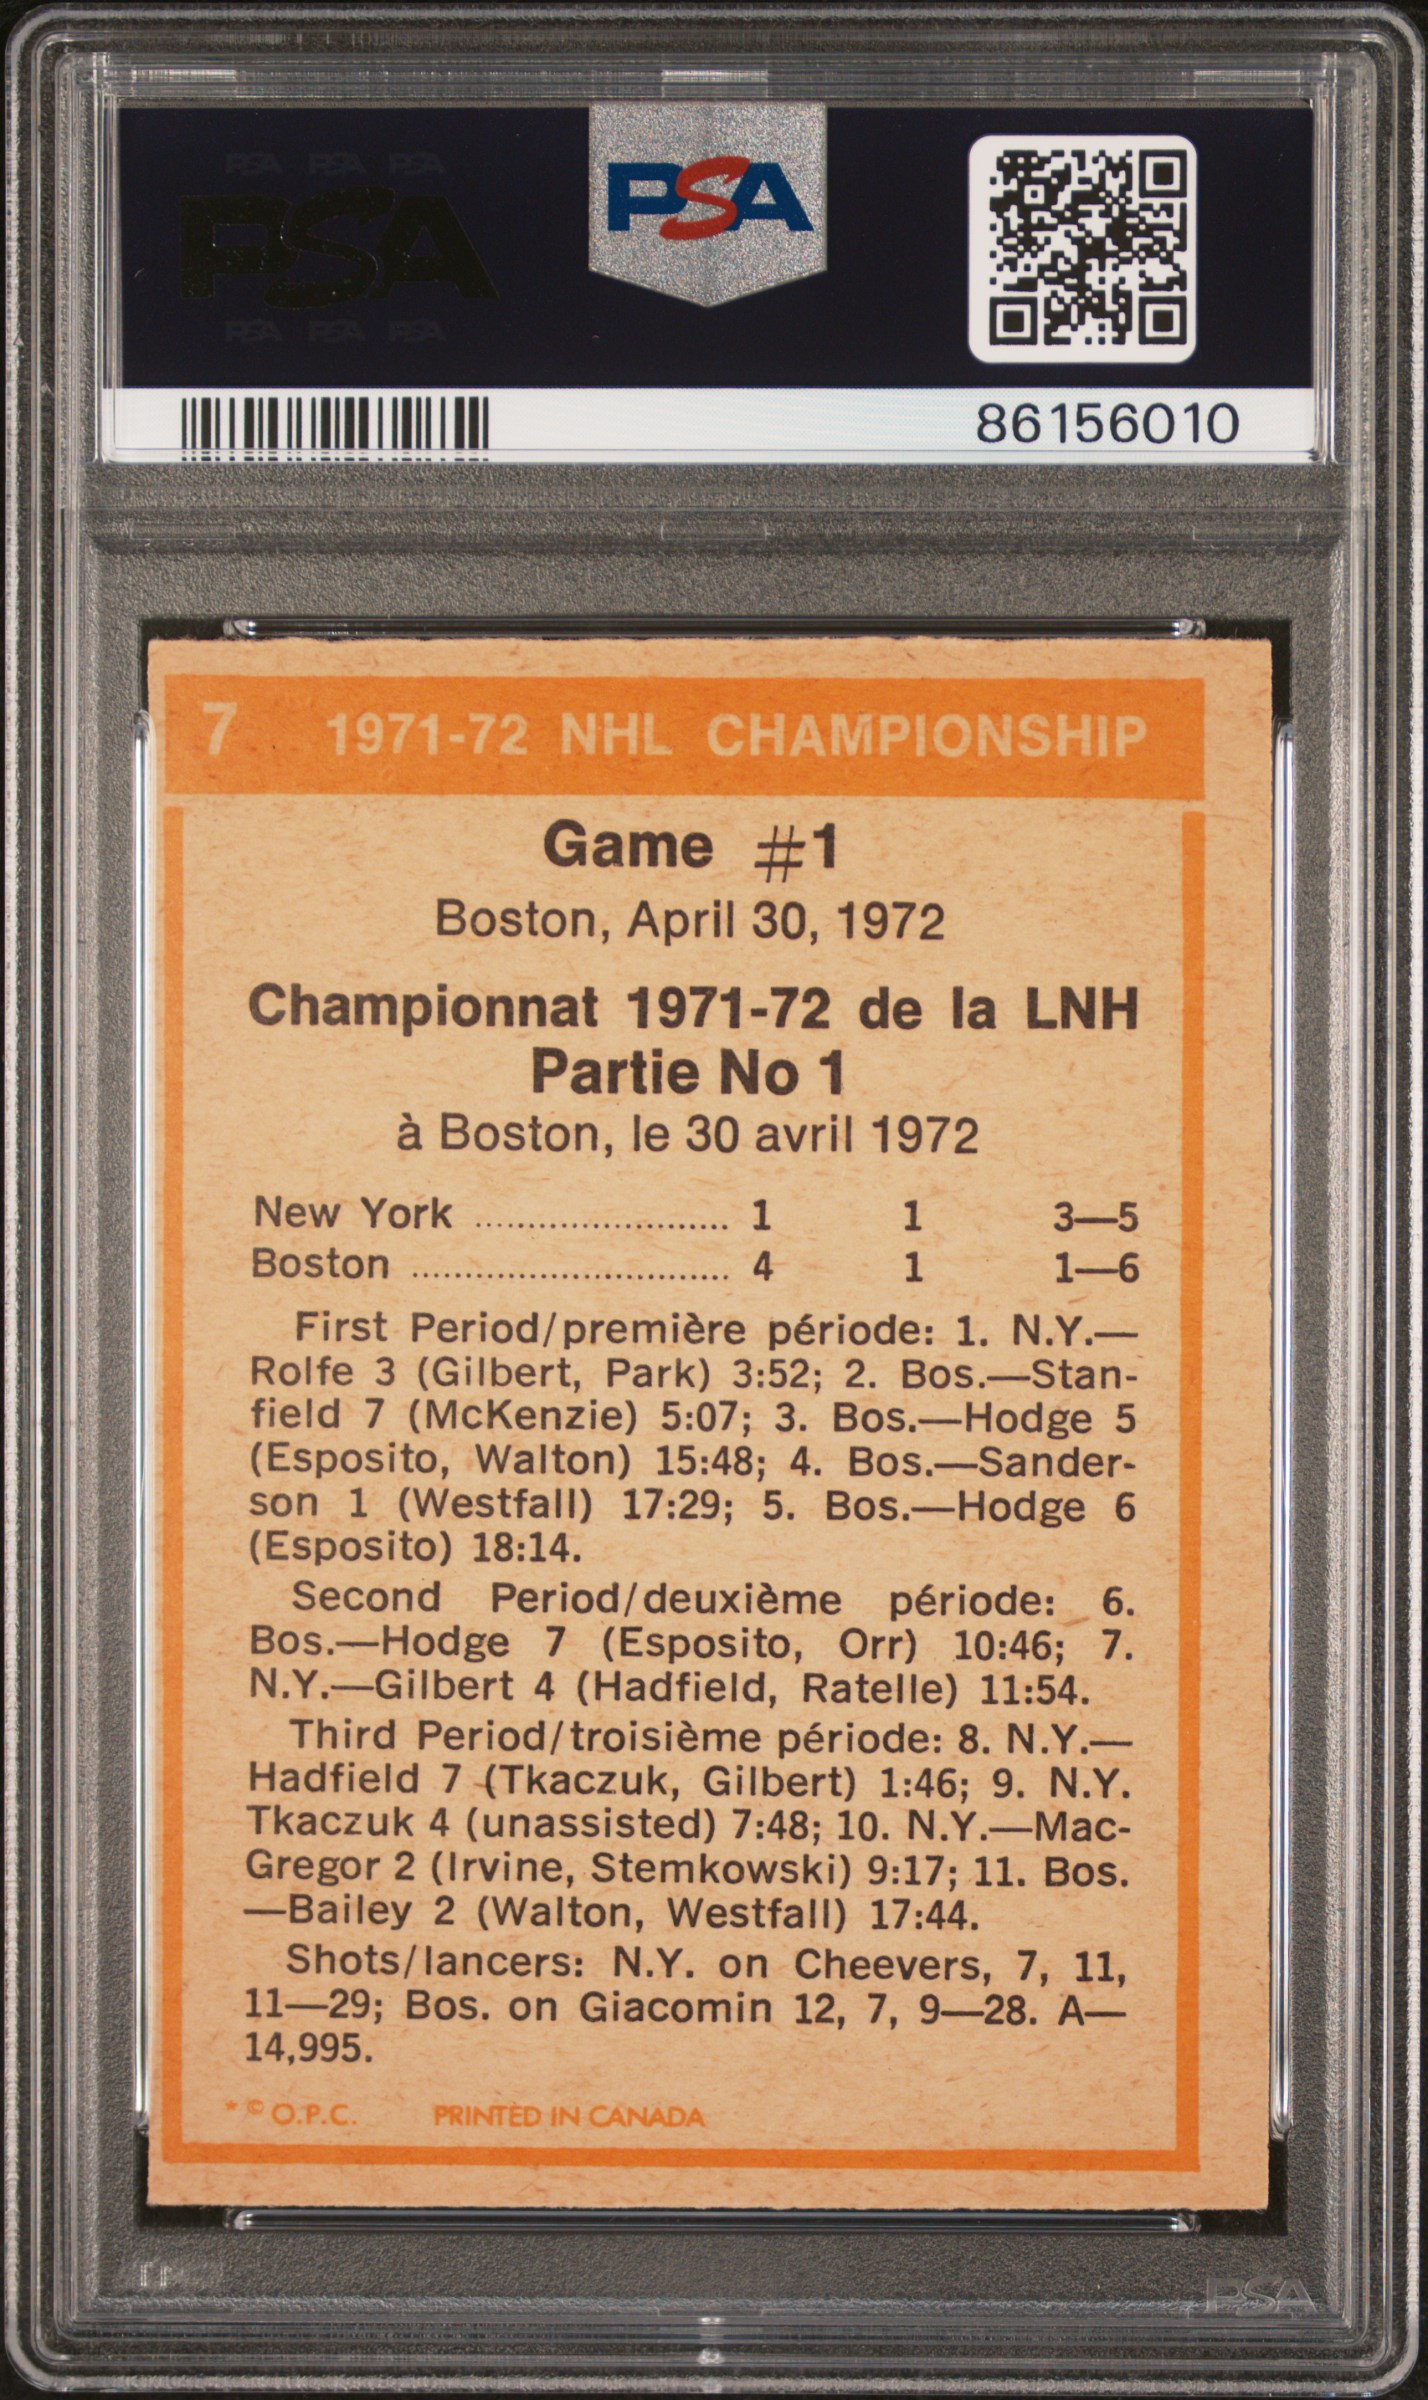 PSA PSA PSA
PSA
PSA PSA PSA
PSA
86156010
7 1971-72 NHL CHAMPIONSHIP
Game #1
Boston, April 30, 1972
Championnat 1971-72 de la LNH
Partie No 1
à Boston, le 30 avril 1972
New York ........................ 1 1 3—5
Boston .............................. 4 1 1—6
First Period/première période: 1. N.Y.—
Rolfe 3 (Gilbert, Park) 3:52; 2. Bos.—Stan-
field 7 (McKenzie) 5:07; 3. Bos.—Hodge 5
(Esposito, Walton) 15:48; 4. Bos.—Sander-
son 1 (Westfall) 17:29; 5. Bos.—Hodge 6
(Esposito) 18:14.
Second Period/deuxième période: 6.
Bos.—Hodge 7 (Esposito, Orr) 10:46; 7.
N.Y.—Gilbert 4 (Hadfield, Ratelle) 11:54.
Third Period/troisième période: 8. N.Y.—
Hadfield 7 (Tkaczuk, Gilbert) 1:46; 9. N.Y.
Tkaczuk 4 (unassisted) 7:48; 10. N.Y.—Mac-
Gregor 2 (Irvine, Stemkowski) 9:17; 11. Bos.
—Bailey 2 (Walton, Westfall) 17:44.
Shots/lancers: N.Y. on Cheevers, 7, 11,
11—29; Bos. on Giacomin 12, 7, 9—28. A—
14,995.
* © O.P.C. PRINTED IN CANADA
PSA